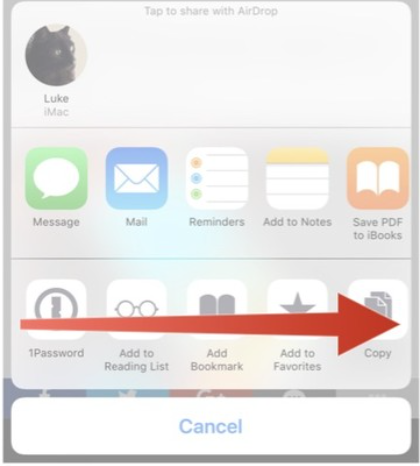 Tap to share with AirDrop
Luke
iMac
Message Mail Reminders Add to Notes Save PDF
to iBooks
1Password Add to Add Add to Copy
Reading List Bookmark Favorites
Cancel